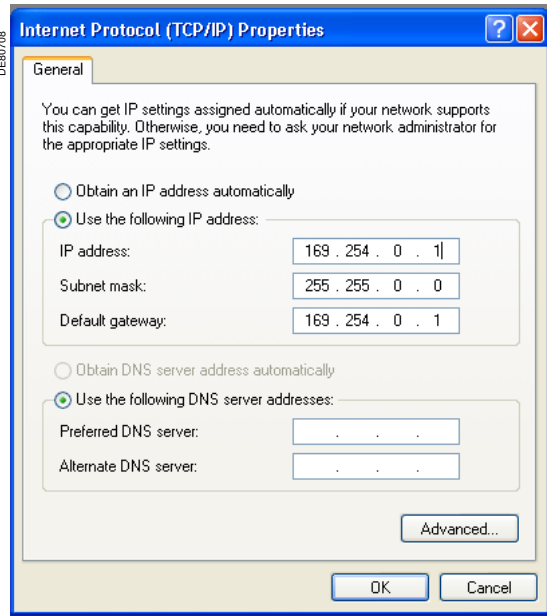 Internet Protocol (TCP/IP) Properties
DE80708
General
You can get IP settings assigned automatically if your network supports
this capability. Otherwise, you need to ask your network administrator for
the appropriate IP settings.
Obtain an IP address automatically
Use the following IP address:
IP address: 169 . 254 . 0 . 1
Subnet mask: 255 . 255 . 0 . 0
Default gateway: 169 . 254 . 0 . 1
Obtain DNS server address automatically
Use the following DNS server addresses:
Preferred DNS server: . . .
Alternate DNS server: . . .
Advanced...
OK Cancel